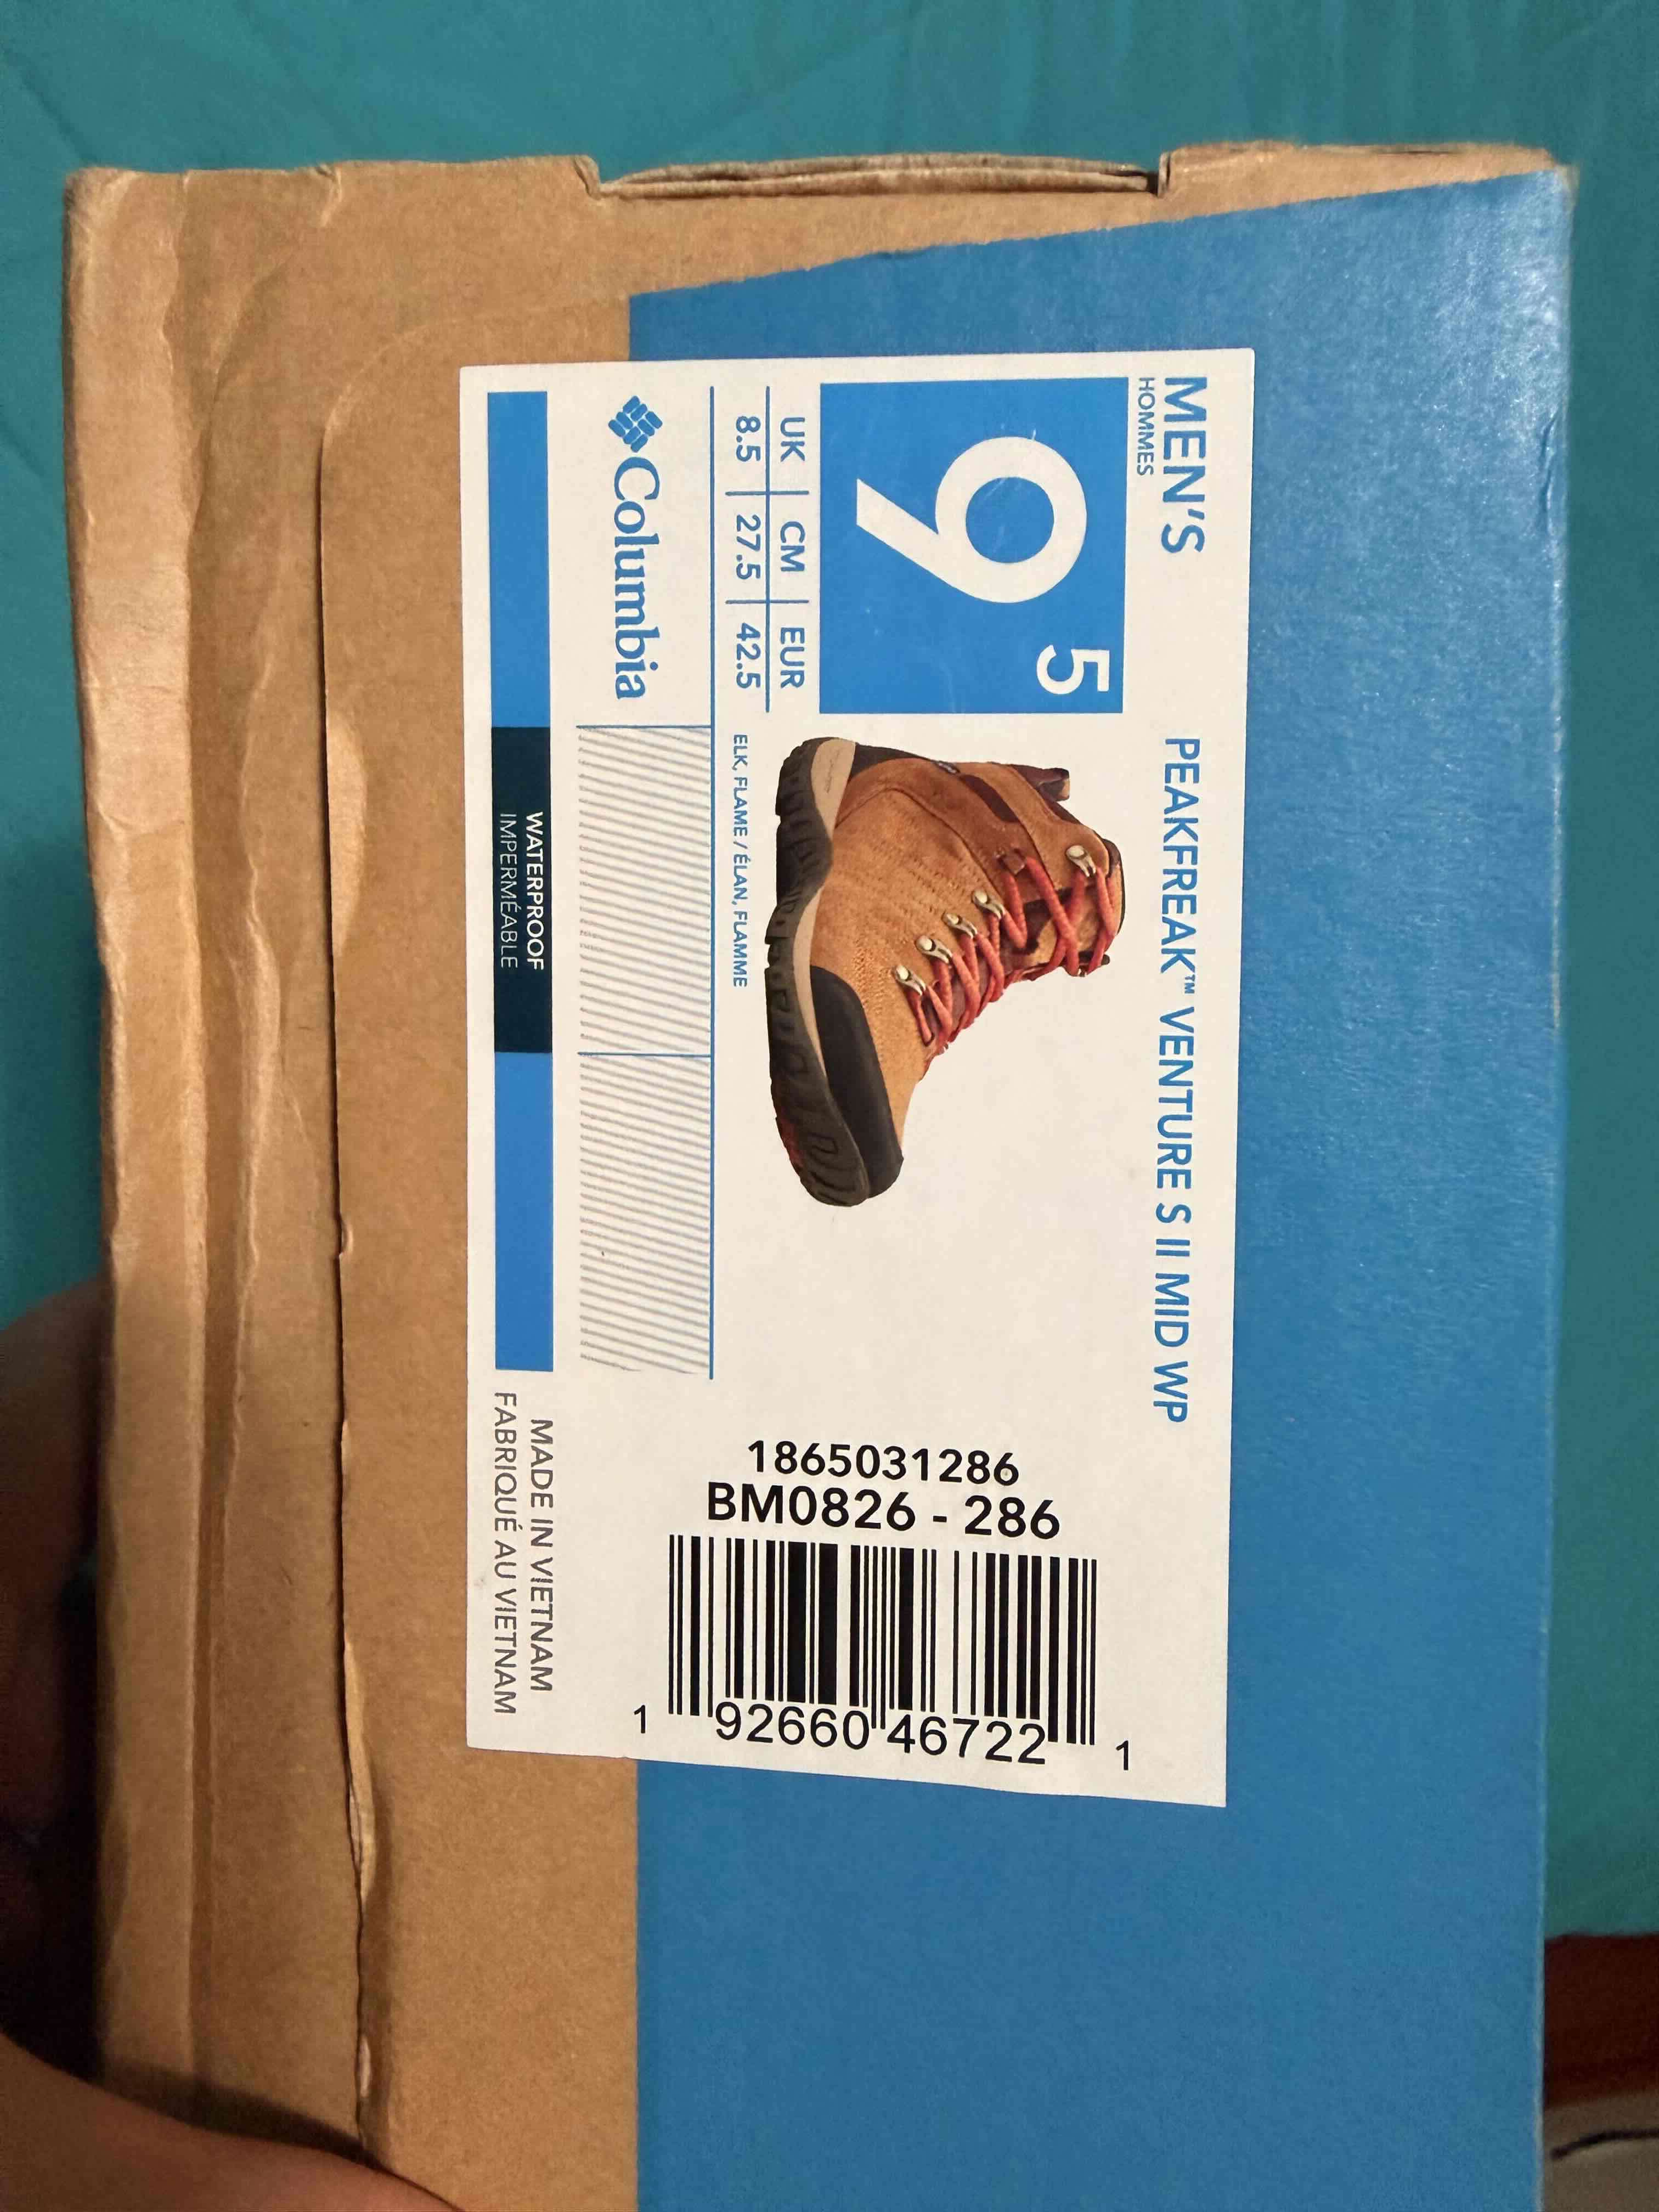 MEN'S
HOMMES
PEAKFREAK™ VENTURE S II MID WP
9 5
UK | CM | EUR
8.5 | 27.5 | 42.5
ELK, FLAME / ÉLAN, FLAMME
Columbia
WATERPROOF
IMPERMÉABLE
1865031286
BM0826 - 286
1 92660 46722 1
MADE IN VIETNAM
FABRIQUÉ AU VIETNAM